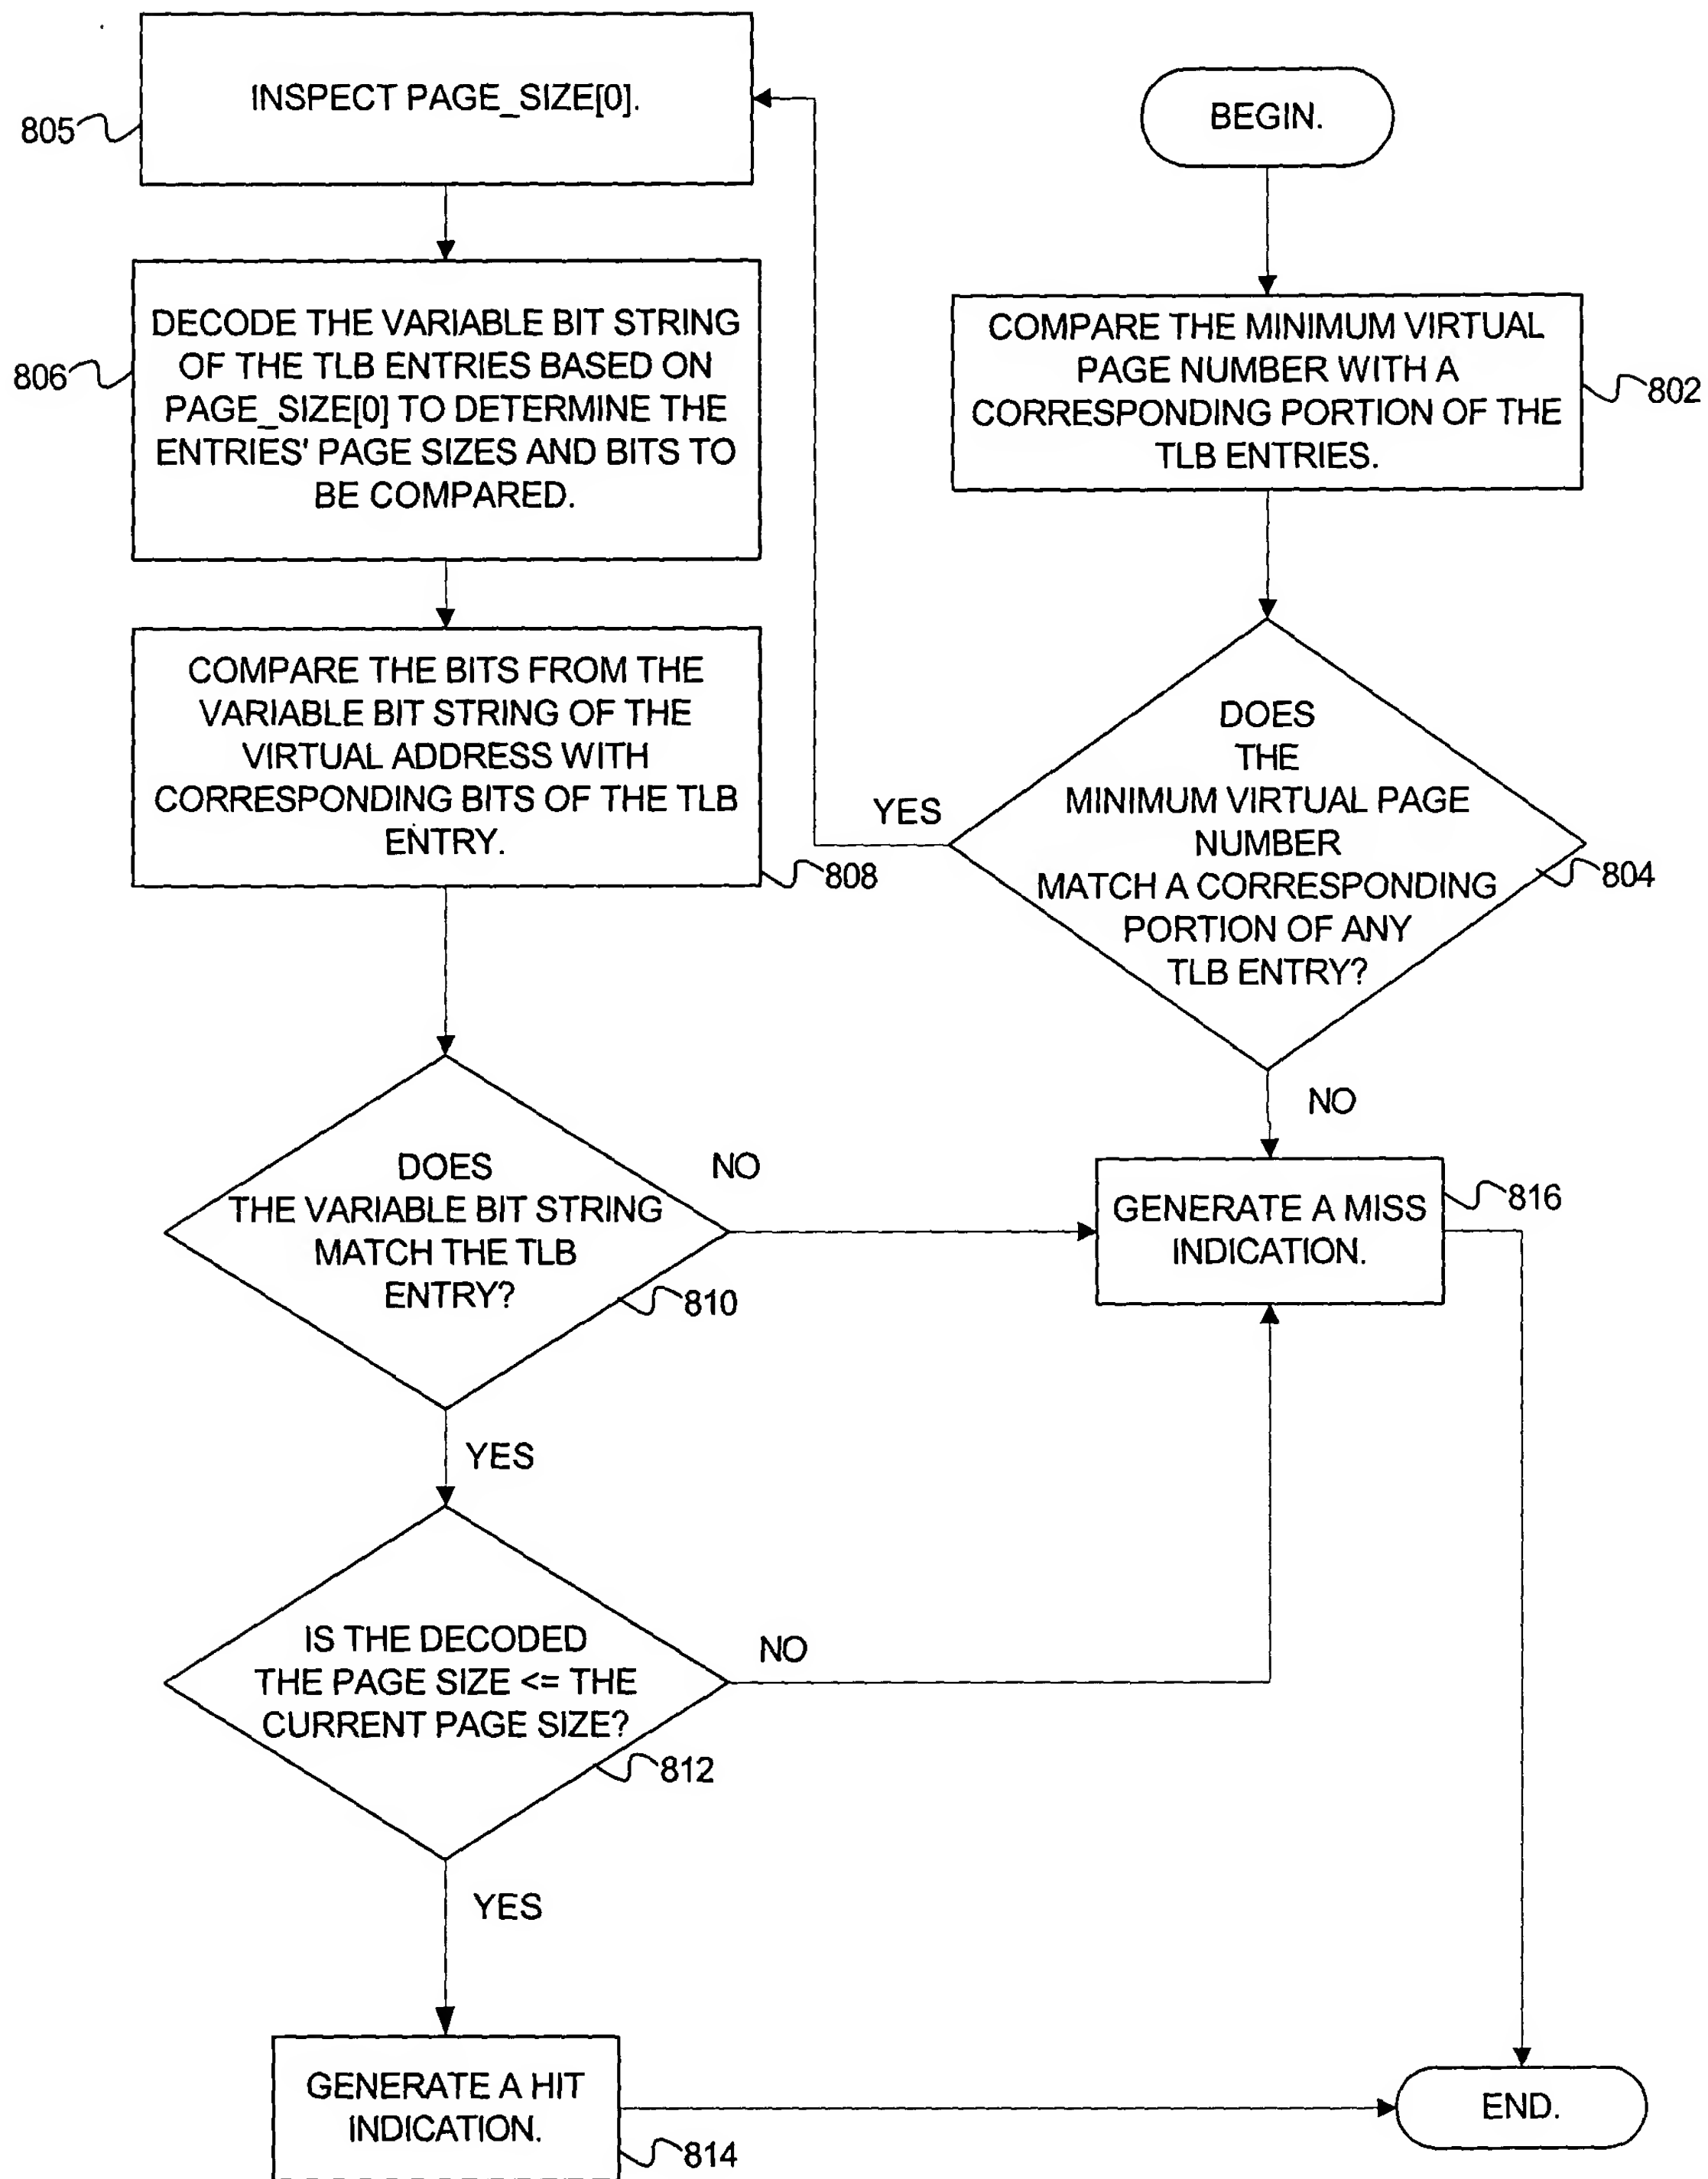 BEGIN.
COMPARE THE MINIMUM VIRTUAL
PAGE NUMBER WITH A
CORRESPONDING PORTION OF THE
TLB ENTRIES.
802
DOES
THE
MINIMUM VIRTUAL PAGE
NUMBER
MATCH A CORRESPONDING
PORTION OF ANY
TLB ENTRY?
804
YES
NO
INSPECT PAGE_SIZE[0].
805
DECODE THE VARIABLE BIT STRING
OF THE TLB ENTRIES BASED ON
PAGE_SIZE[0] TO DETERMINE THE
ENTRIES' PAGE SIZES AND BITS TO
BE COMPARED.
806
COMPARE THE BITS FROM THE
VARIABLE BIT STRING OF THE
VIRTUAL ADDRESS WITH
CORRESPONDING BITS OF THE TLB
ENTRY.
808
DOES
THE VARIABLE BIT STRING
MATCH THE TLB
ENTRY?
810
NO
YES
GENERATE A MISS
INDICATION.
816
IS THE DECODED
THE PAGE SIZE <= THE
CURRENT PAGE SIZE?
812
NO
YES
GENERATE A HIT
INDICATION.
814
END.